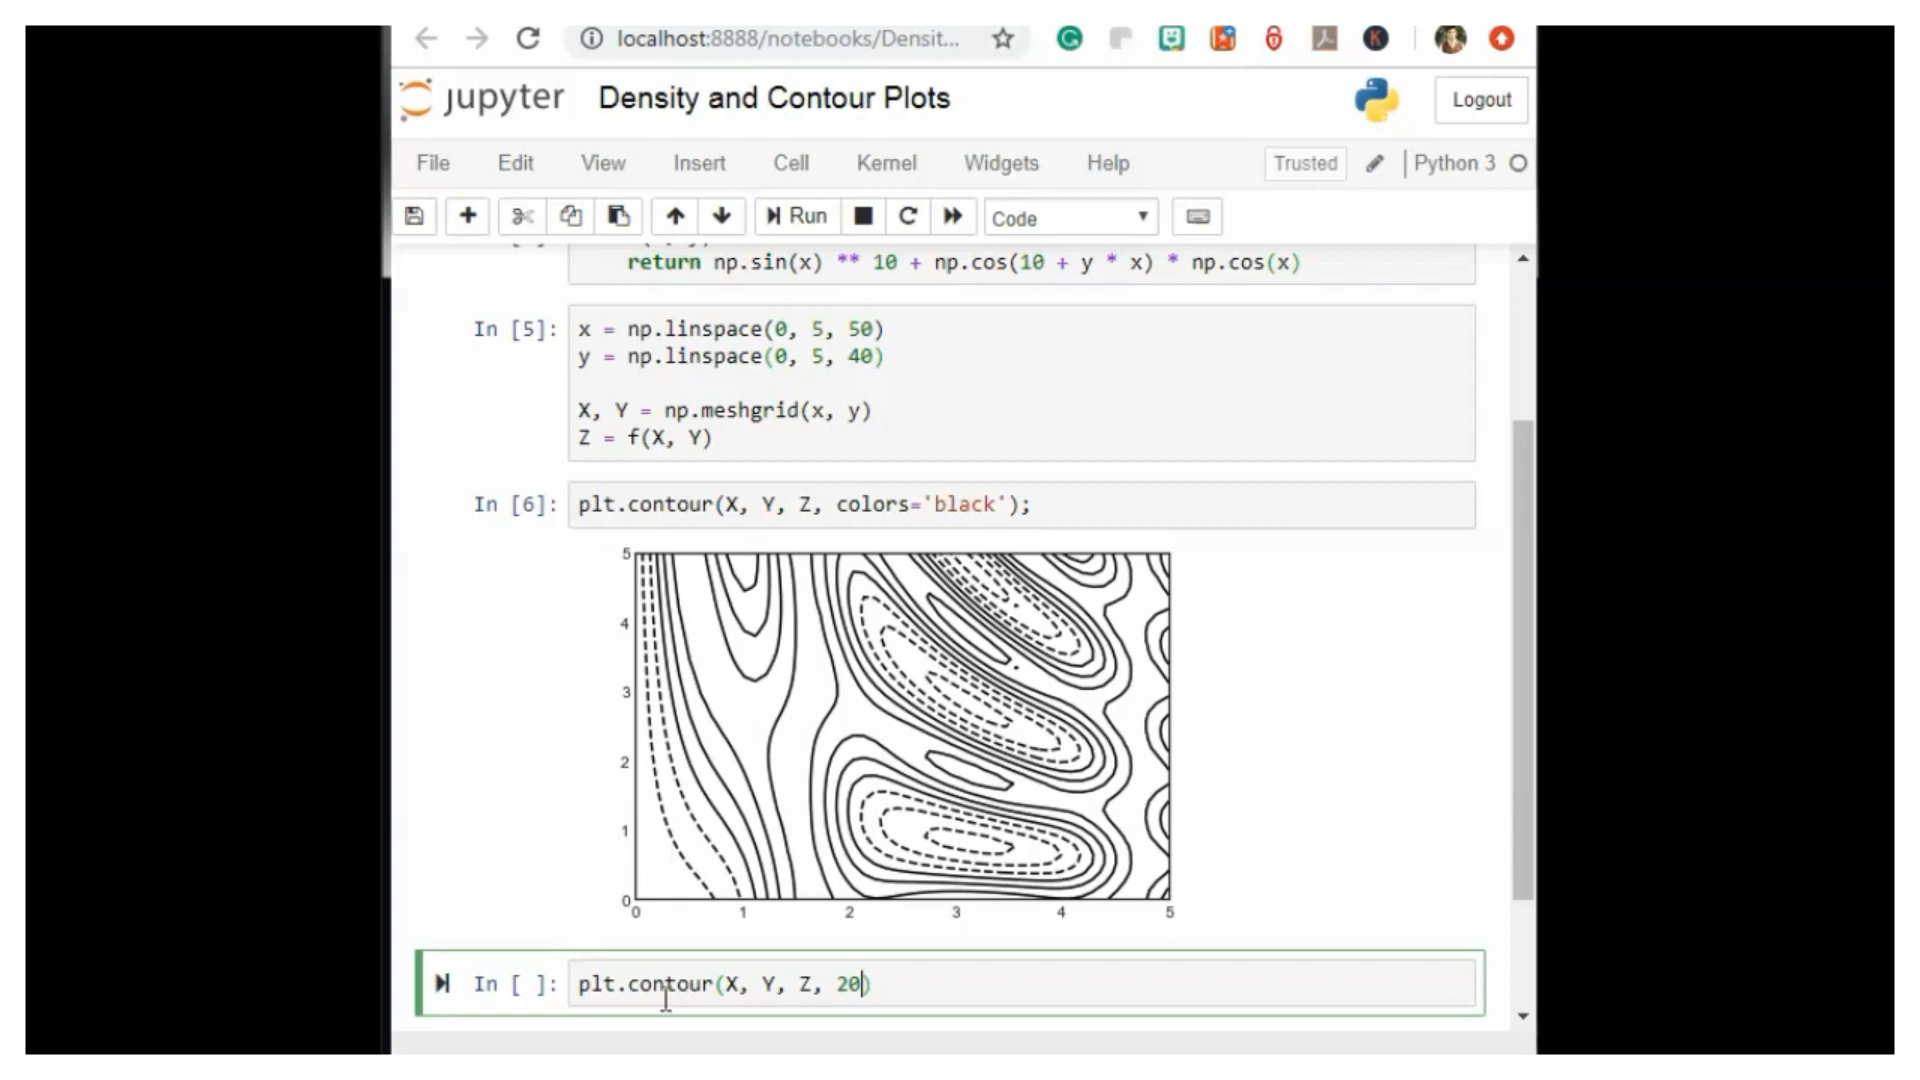 localhost:8888/notebooks/Densit...
jupyter Density and Contour Plots Logout
File Edit View Insert Cell Kernel Widgets Help Trusted Python 3
Run Code
return np.sin(x) ** 10 + np.cos(10 + y * x) * np.cos(x)
In [5]: x = np.linspace(0, 5, 50)
y = np.linspace(0, 5, 40)
X, Y = np.meshgrid(x, y)
Z = f(X, Y)
In [6]: plt.contour(X, Y, Z, colors='black');
5
4
3
2
1
0
0 1 2 3 4 5
In [ ]: plt.contour(X, Y, Z, 20)